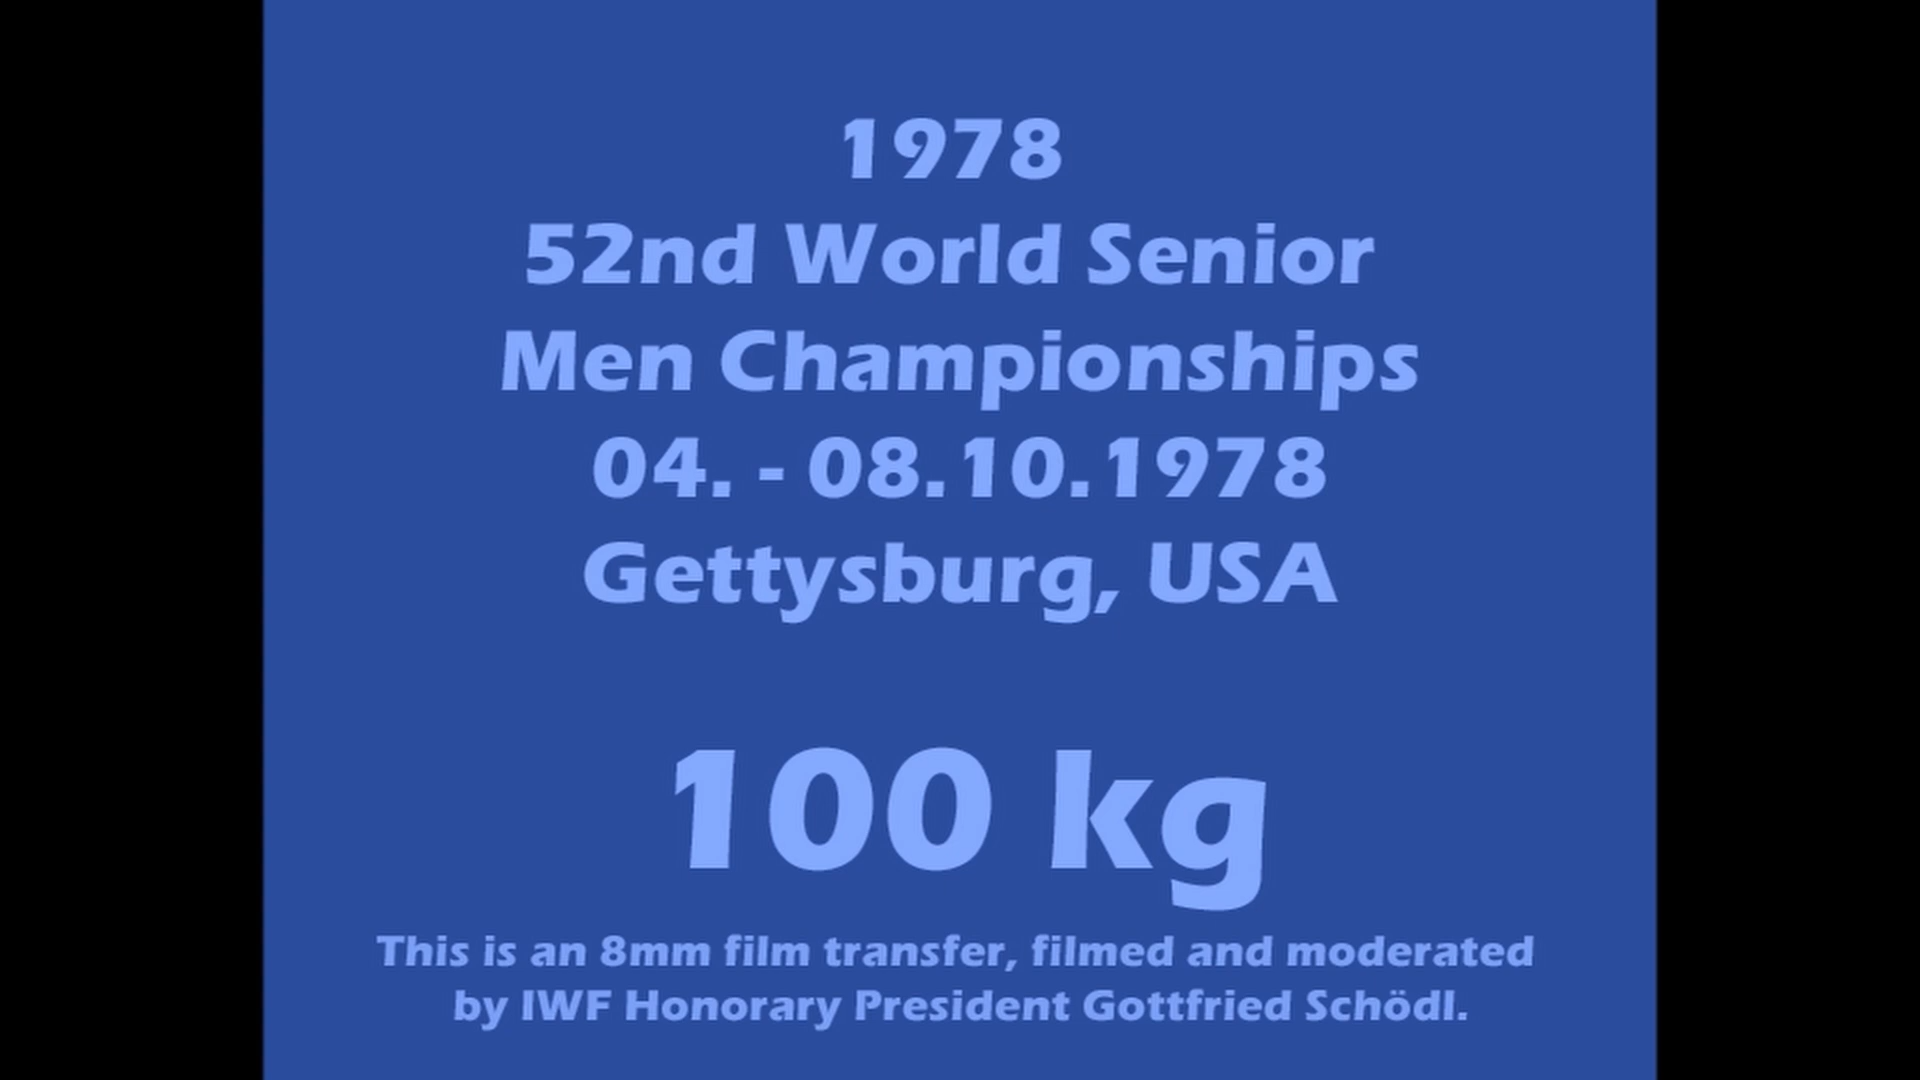 1978
52nd World Senior
Men Championships
04. - 08.10.1978
Gettysburg, USA
100 kg
This is an 8mm film transfer, filmed and moderated
by IWF Honorary President Gottfried Schödl.